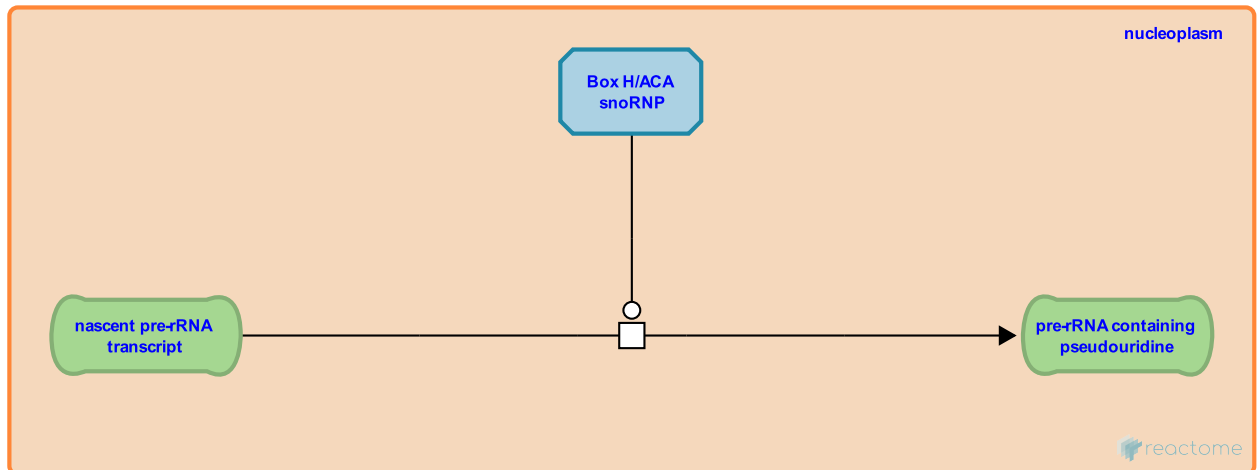 nucleoplasm
Box H/ACA
snoRNP
nascent pre-rRNA
transcript
pre-rRNA containing
pseudouridine
reactome